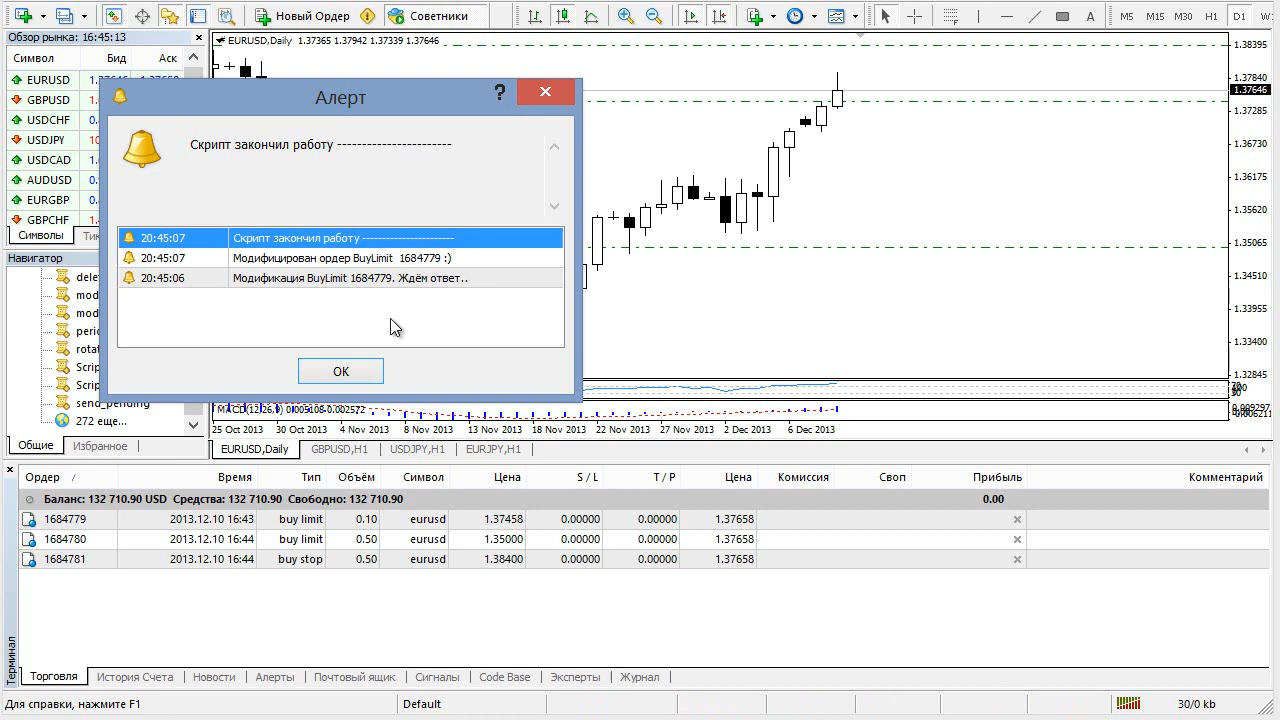 Новый Ордер Советники M5 M15 M30 H1 D1
Обзор рынка: 16:45:13
Символ Бид Аск
EURUSD
GBPUSD
USDCHF
USDJPY
USDCAD
AUDUSD
EURGBP
GBPCHF
Символы
Навигатор
rotat
Scrip
Scrip
send_pending
272 еще...
Общие Избранное
EURUSD,Daily 1.37365 1.37942 1.37339 1.37646
1.38395
1.37840
1.37646
1.37285
1.36730
1.36175
1.35620
1.35065
1.34510
1.33955
1.33400
1.32845
MACD(12,26,9) 0.005108 0.002572
25 Oct 2013 30 Oct 2013 4 Nov 2013 8 Nov 2013 13 Nov 2013 18 Nov 2013 22 Nov 2013 27 Nov 2013 2 Dec 2013 6 Dec 2013
EURUSD,Daily GBPUSD,H1 USDJPY,H1 EURJPY,H1
Алерт
Скрипт закончил работу -----------------------
20:45:07 Скрипт закончил работу -----------------------
20:45:07 Модифицирован ордер BuyLimit 1684779 :)
20:45:06 Модификация BuyLimit 1684779. Ждём ответ..
OK
Ордер / Время Тип Объём Символ Цена S / L T / P Цена Комиссия Своп Прибыль Комментарий
Баланс: 132 710.90 USD Средства: 132 710.90 Свободно: 132 710.90 0.00
1684779 2013.12.10 16:43 buy limit 0.10 eurusd 1.37458 0.00000 0.00000 1.37658
1684780 2013.12.10 16:44 buy limit 0.50 eurusd 1.35000 0.00000 0.00000 1.37658
1684781 2013.12.10 16:44 buy stop 0.50 eurusd 1.38400 0.00000 0.00000 1.37658
Терминал
Торговля История Счета Новости Алерты Почтовый ящик Сигналы Code Base Эксперты Журнал
Для справки, нажмите F1 Default 30/0 kb